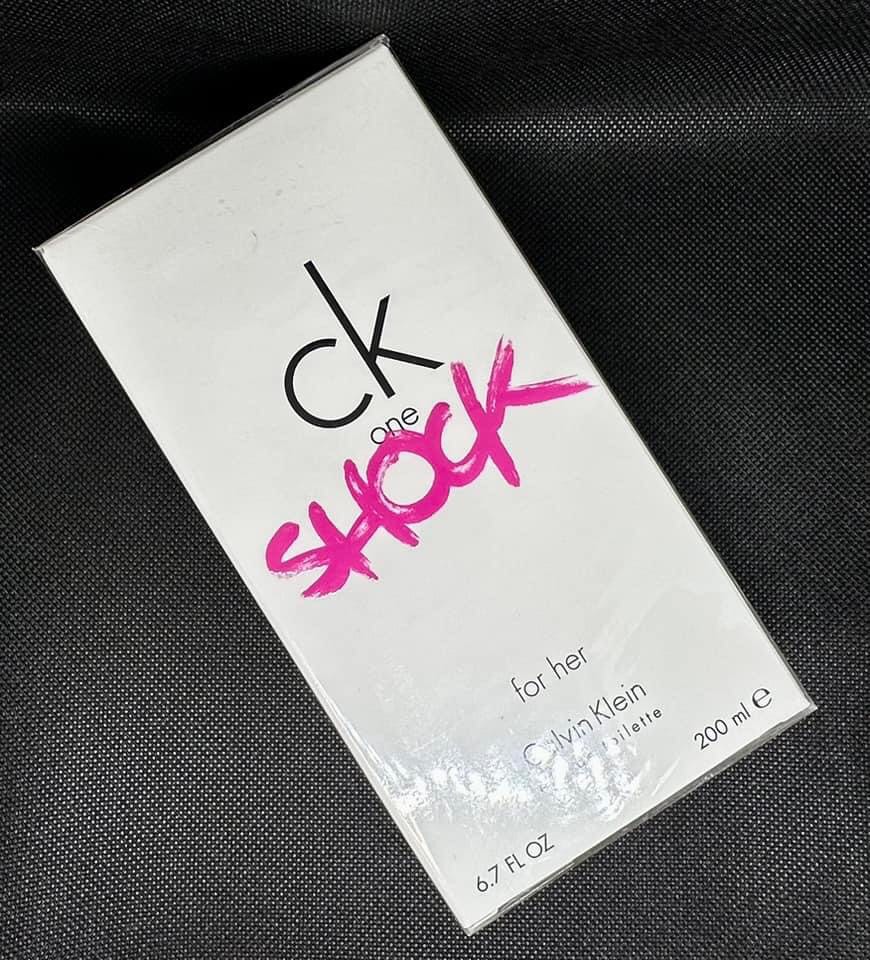 ck
one
SHOCK
for her
Calvin Klein
200 ml e
6.7 FL OZ